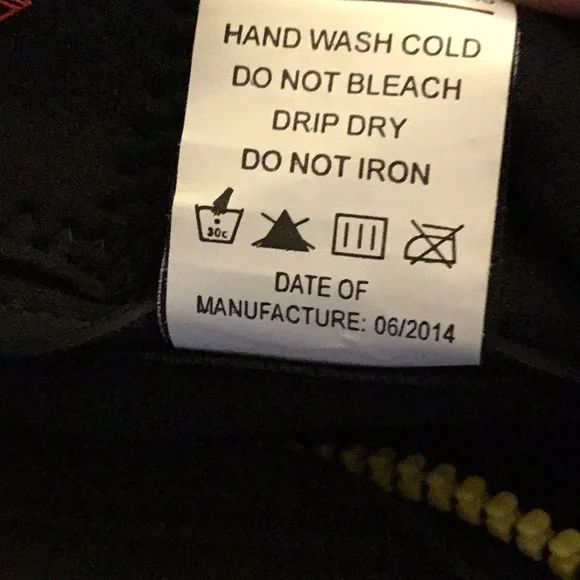 HAND WASH COLD
DO NOT BLEACH
DRIP DRY
DO NOT IRON
30c
DATE OF
MANUFACTURE: 06/2014